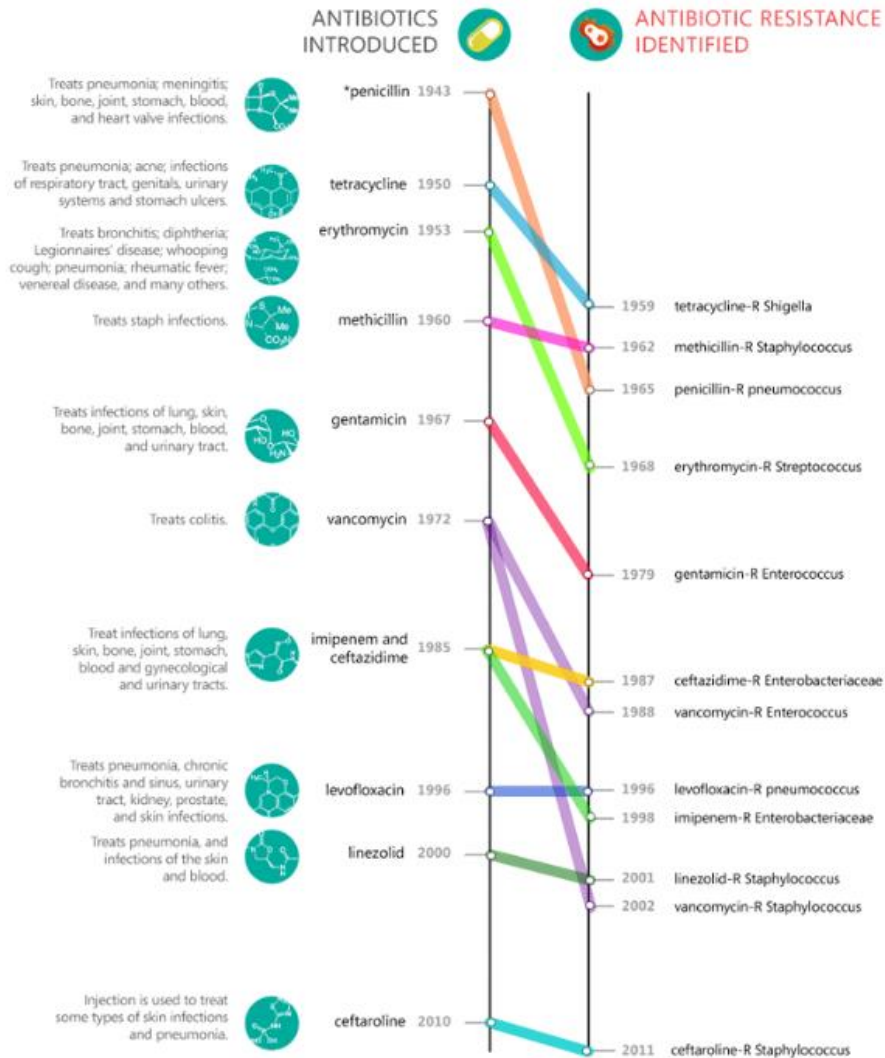 ANTIBIOTICS
INTRODUCED
ANTIBIOTIC RESISTANCE
IDENTIFIED
Treats pneumonia; meningitis;
skin, bone, joint, stomach, blood,
and heart valve infections.
*penicillin 1943
Treats pneumonia; acne; infections
of respiratory tract, genitals, urinary
systems and stomach ulcers.
tetracycline 1950
Treats bronchitis; diphtheria;
Legionnaires' disease; whooping
cough; pneumonia; rheumatic fever;
venereal disease, and many others.
erythromycin 1953
1959 tetracycline-R Shigella
Treats staph infections.
methicillin 1960
1962 methicillin-R Staphylococcus
1965 penicillin-R pneumococcus
Treats infections of lung, skin,
bone, joint, stomach, blood,
and urinary tract.
gentamicin 1967
1968 erythromycin-R Streptococcus
Treats colitis.
vancomycin 1972
1979 gentamicin-R Enterococcus
Treat infections of lung,
skin, bone, joint, stomach,
blood and gynecological
and urinary tracts.
imipenem and
ceftazidime 1985
1987 ceftazidime-R Enterobacteriaceae
1988 vancomycin-R Enterococcus
Treats pneumonia, chronic
bronchitis and sinus, urinary
tract, kidney, prostate,
and skin infections.
levofloxacin 1996
1996 levofloxacin-R pneumococcus
1998 imipenem-R Enterobacteriaceae
Treats pneumonia, and
infections of the skin
and blood.
linezolid 2000
2001 linezolid-R Staphylococcus
2002 vancomycin-R Staphylococcus
Injection is used to treat
some types of skin infections
and pneumonia.
ceftaroline 2010
2011 ceftaroline-R Staphylococcus